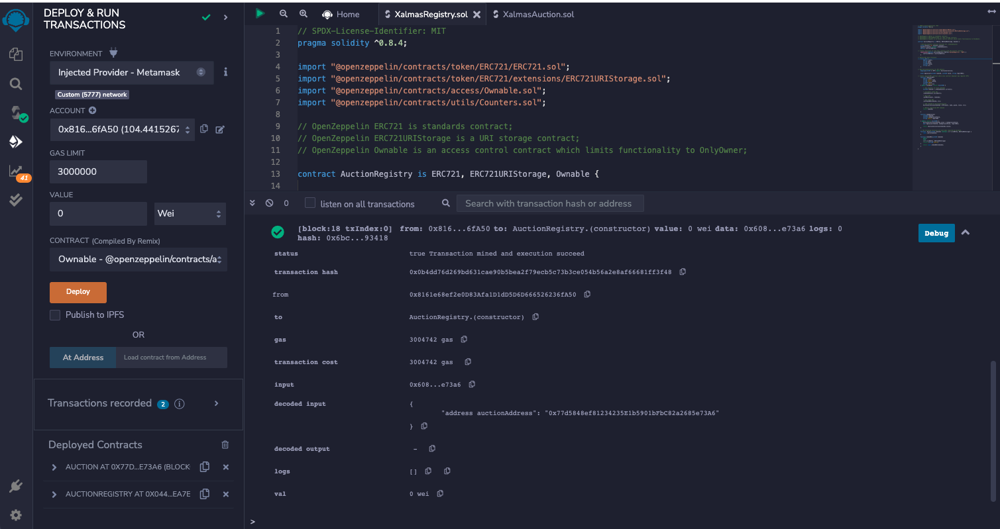 DEPLOY & RUN
TRANSACTIONS
ENVIRONMENT
Injected Provider - Metamask
Custom (5777) network
ACCOUNT
0x816...6fA50 (104.4415267
GAS LIMIT
3000000
VALUE
0
Wei
CONTRACT (Compiled By Remix)
Ownable - @openzeppelin/contracts/a
Deploy
Publish to IPFS
OR
At Address
Load contract from Address
Transactions recorded 2
Deployed Contracts
AUCTION AT 0X77D...E73A6 (BLOCK
AUCTIONREGISTRY AT 0X044...EA7E
41
Home
XalmasRegistry.sol
XalmasAuction.sol
1 // SPDX-License-Identifier: MIT
2 pragma solidity ^0.8.4;
3
4 import "@openzeppelin/contracts/token/ERC721/ERC721.sol";
5 import "@openzeppelin/contracts/token/ERC721/extensions/ERC721URIStorage.sol";
6 import "@openzeppelin/contracts/access/Ownable.sol";
7 import "@openzeppelin/contracts/utils/Counters.sol";
8
9 // OpenZeppelin ERC721 is standards contract;
10 // OpenZeppelin ERC721URIStorage is a URI storage contract;
11 // OpenZeppelin Ownable is an access control contract which limits functionality to OnlyOwner;
12
13 contract AuctionRegistry is ERC721, ERC721URIStorage, Ownable {
14
0
listen on all transactions
Search with transaction hash or address
[block:18 txIndex:0] from: 0x816...6fA50 to: AuctionRegistry.(constructor) value: 0 wei data: 0x608...e73a6 logs: 0
hash: 0x6bc...93418
Debug
status true Transaction mined and execution succeed
transaction hash 0x0b4dd76d269bd631cae90b5bea2f79ecb5c73b3ce054b56a2e8af66681ff3f48
from 0x8161e68ef2e0D83Afa1D1dD5D6D666526236fA50
to AuctionRegistry.(constructor)
gas 3004742 gas
transaction cost 3004742 gas
input 0x608...e73a6
decoded input {
"address auctionAddress": "0x77d5848ef81234235E1b5901bFbC82a2685e73A6"
}
decoded output -
logs []
val 0 wei
>